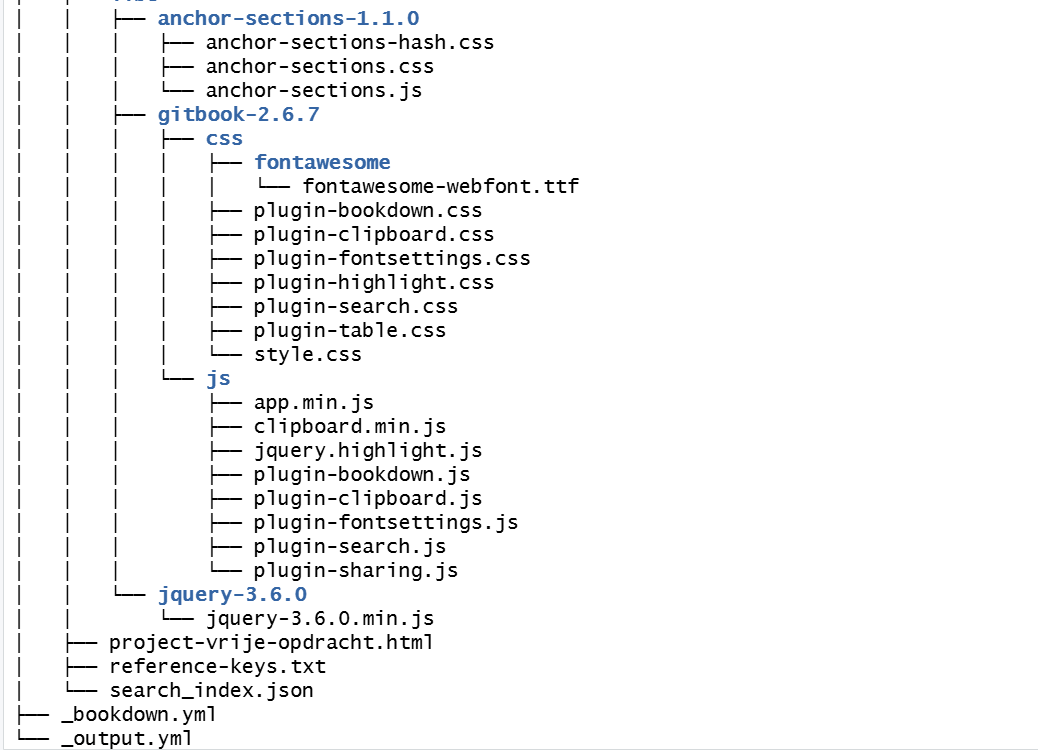 anchor-sections-1.1.0
anchor-sections-hash.css
anchor-sections.css
anchor-sections.js
gitbook-2.6.7
css
fontawesome
fontawesome-webfont.ttf
plugin-bookdown.css
plugin-clipboard.css
plugin-fontsettings.css
plugin-highlight.css
plugin-search.css
plugin-table.css
style.css
js
app.min.js
clipboard.min.js
jquery.highlight.js
plugin-bookdown.js
plugin-clipboard.js
plugin-fontsettings.js
plugin-search.js
plugin-sharing.js
jquery-3.6.0
jquery-3.6.0.min.js
project-vrije-opdracht.html
reference-keys.txt
search_index.json
_bookdown.yml
_output.yml